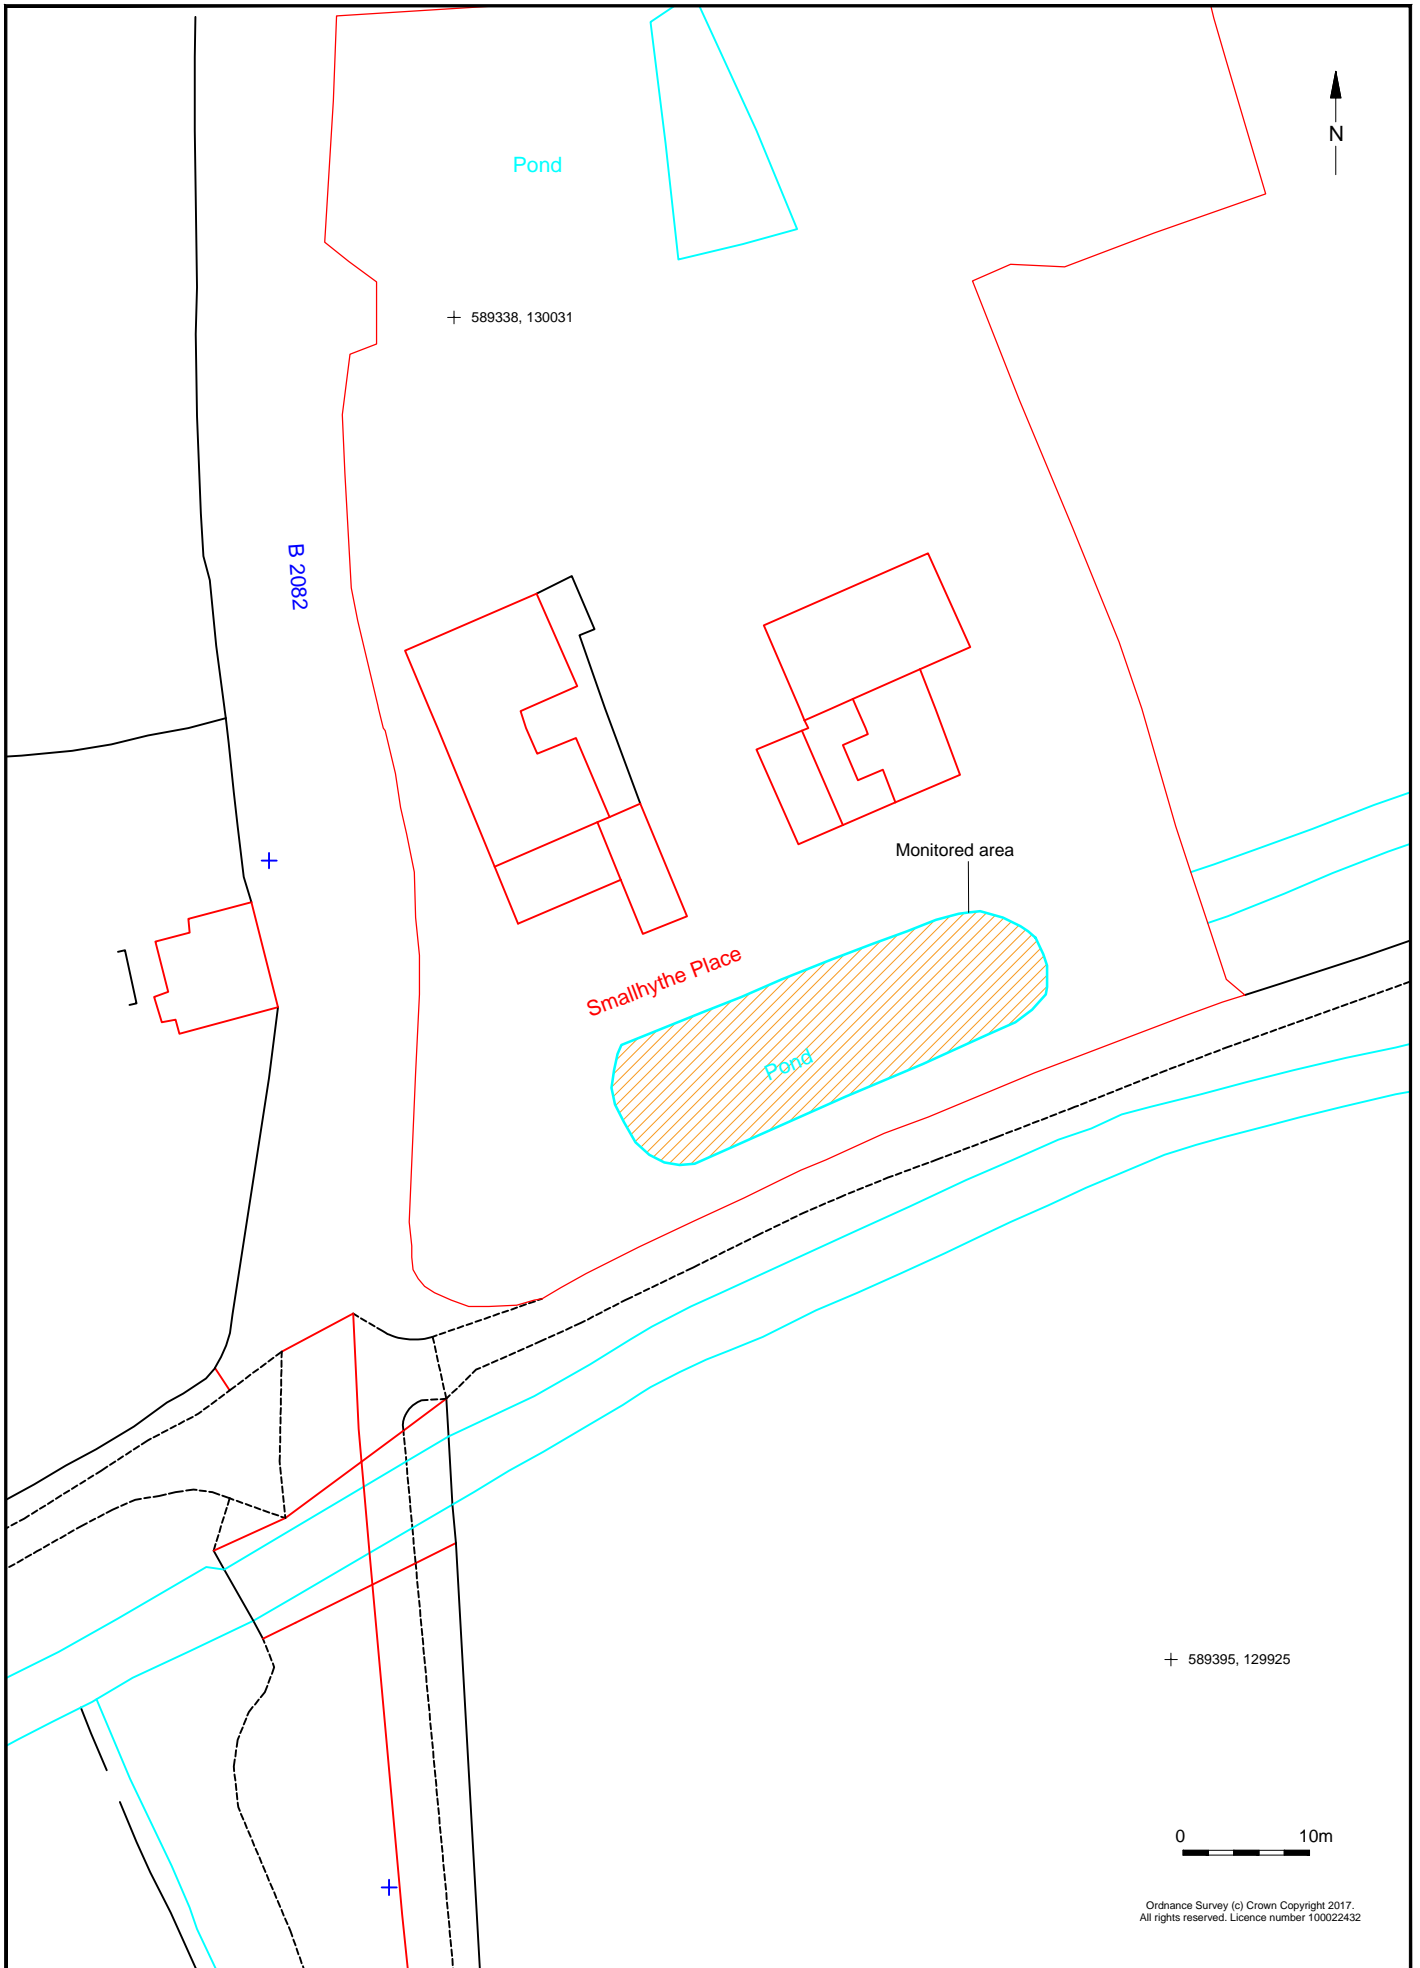 Pond
N
589338, 130031
B 2082
Monitored area
Smallhythe Place
Pond
589395, 129925
0 10m
Ordnance Survey (c) Crown Copyright 2017.
All rights reserved. Licence number 100022432